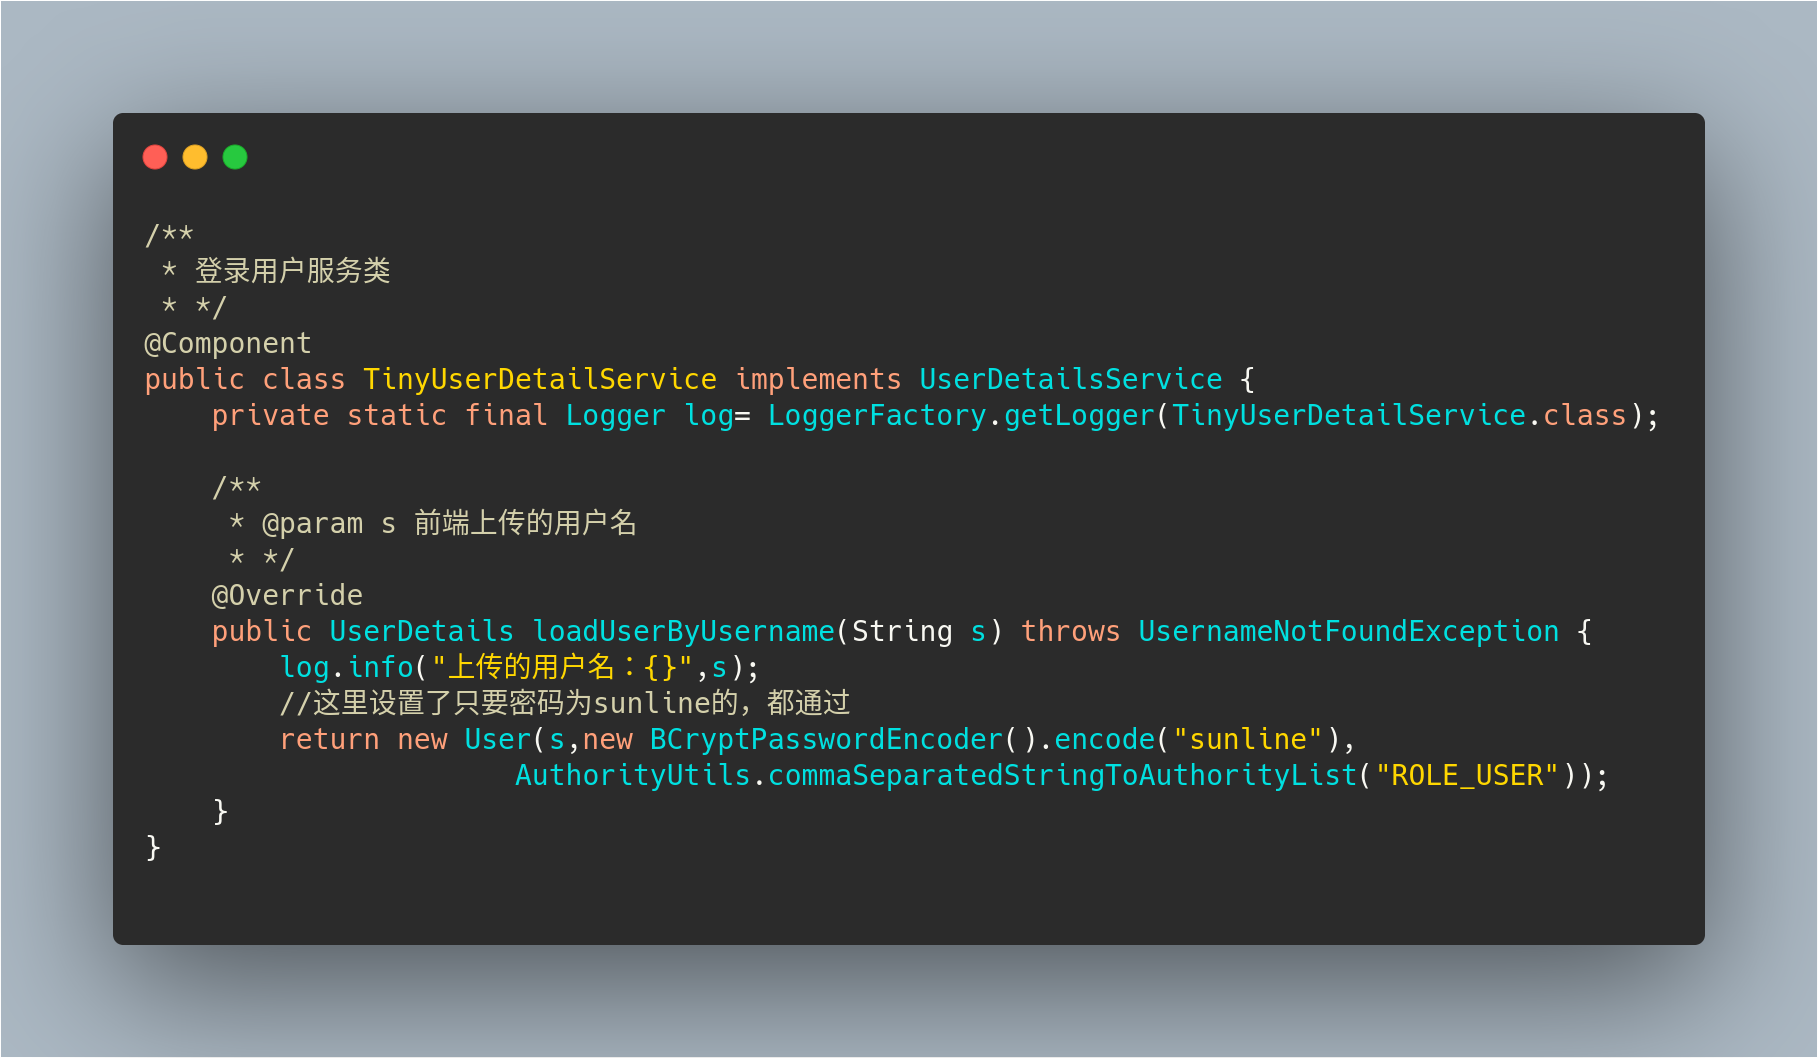 /**
 * 登录用户服务类
 * */
@Component
public class TinyUserDetailService implements UserDetailsService {
    private static final Logger log= LoggerFactory.getLogger(TinyUserDetailService.class);

    /**
     * @param s 前端上传的用户名
     * */
    @Override
    public UserDetails loadUserByUsername(String s) throws UsernameNotFoundException {
        log.info("上传的用户名：{}",s);
        //这里设置了只要密码为sunline的，都通过
        return new User(s,new BCryptPasswordEncoder().encode("sunline"),
                      AuthorityUtils.commaSeparatedStringToAuthorityList("ROLE_USER"));
    }
}